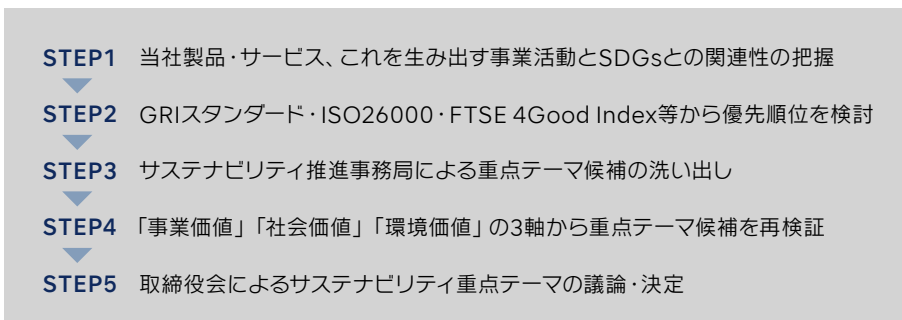 STEP1 当社製品・サービス、これを生み出す事業活動とSDGsとの関連性の把握
STEP2 GRIスタンダード・ISO26000・FTSE 4Good Index等から優先順位を検討
STEP3 サステナビリティ推進事務局による重点テーマ候補の洗い出し
STEP4 「事業価値」「社会価値」「環境価値」の3軸から重点テーマ候補を再検証
STEP5 取締役会によるサステナビリティ重点テーマの議論・決定